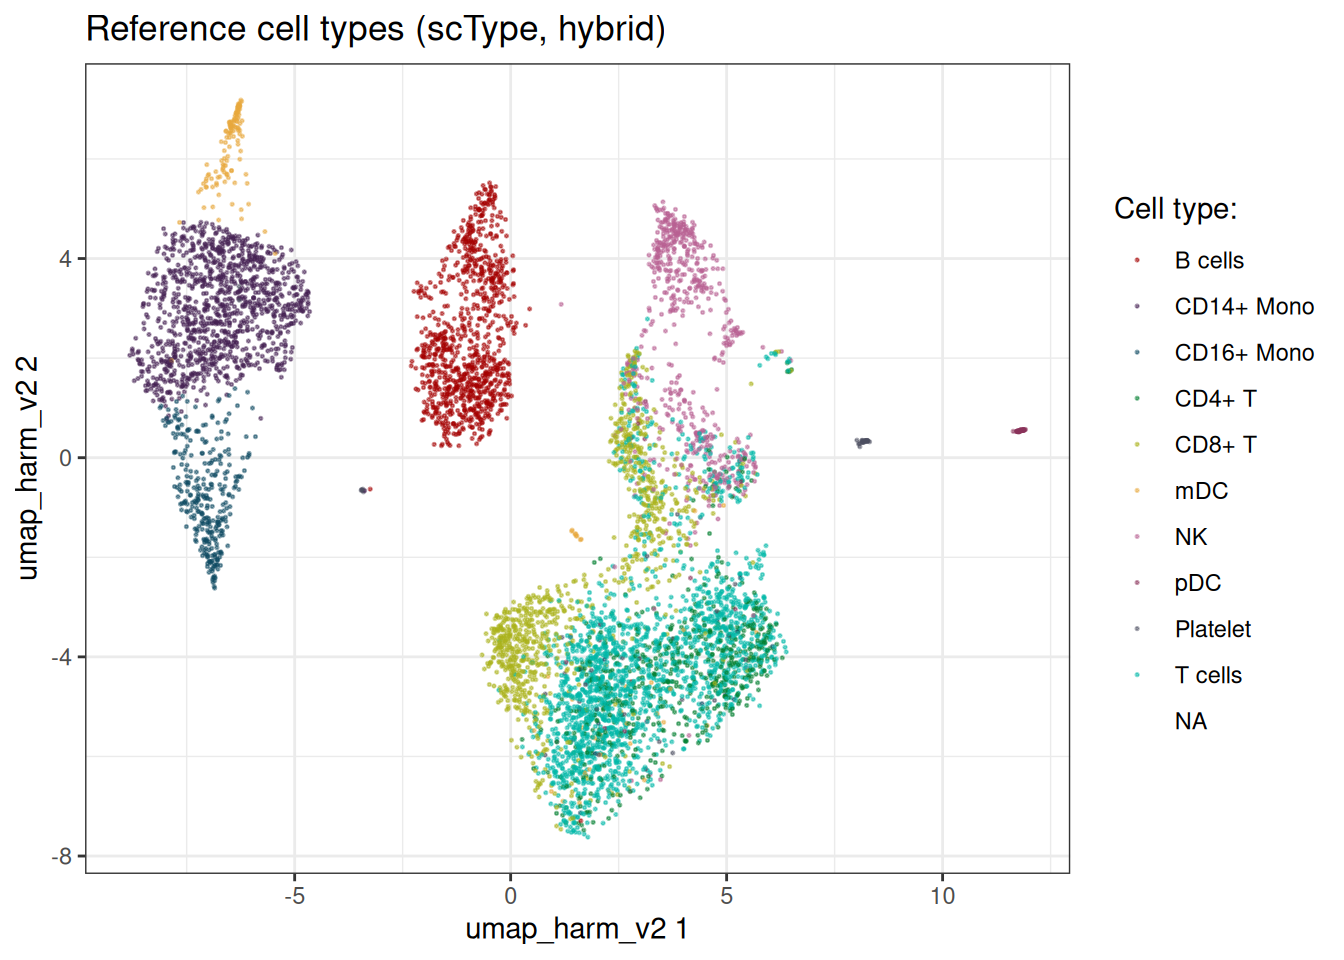 Reference cell types (scType, hybrid)
umap_harm_v2 2
4
0
-4
-8
-5
0
5
10
umap_harm_v2 1
Cell type:
B cells
CD14+ Mono
CD16+ Mono
CD4+ T
CD8+ T
mDC
NK
pDC
Platelet
T cells
NA